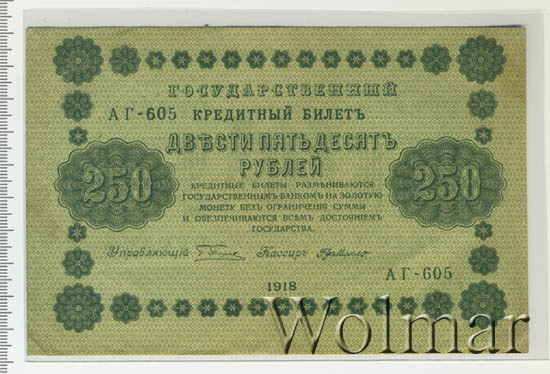 ГОСУДАРСТВЕННЫЙ
АГ-605 КРЕДИТНЫЙ БИЛЕТЪ
ДВѢСТИ ПЯТЬДЕСЯТЪ
РУБЛЕЙ
250 250
КРЕДИТНЫЕ БИЛЕТЫ РАЗМѢНИВАЮТСЯ
ГОСУДАРСТВЕННЫМЪ БАНКОМЪ НА ЗОЛОТУЮ
МОНЕТУ БЕЗЪ ОГРАНИЧЕНІЯ СУММЫ
И ОБЕЗПЕЧИВАЮТСЯ ВСѢМЪ ДОСТОЯНІЕМЪ
ГОСУДАРСТВА.
Управляющій Кассиръ
АГ-605
1918
Wolmar